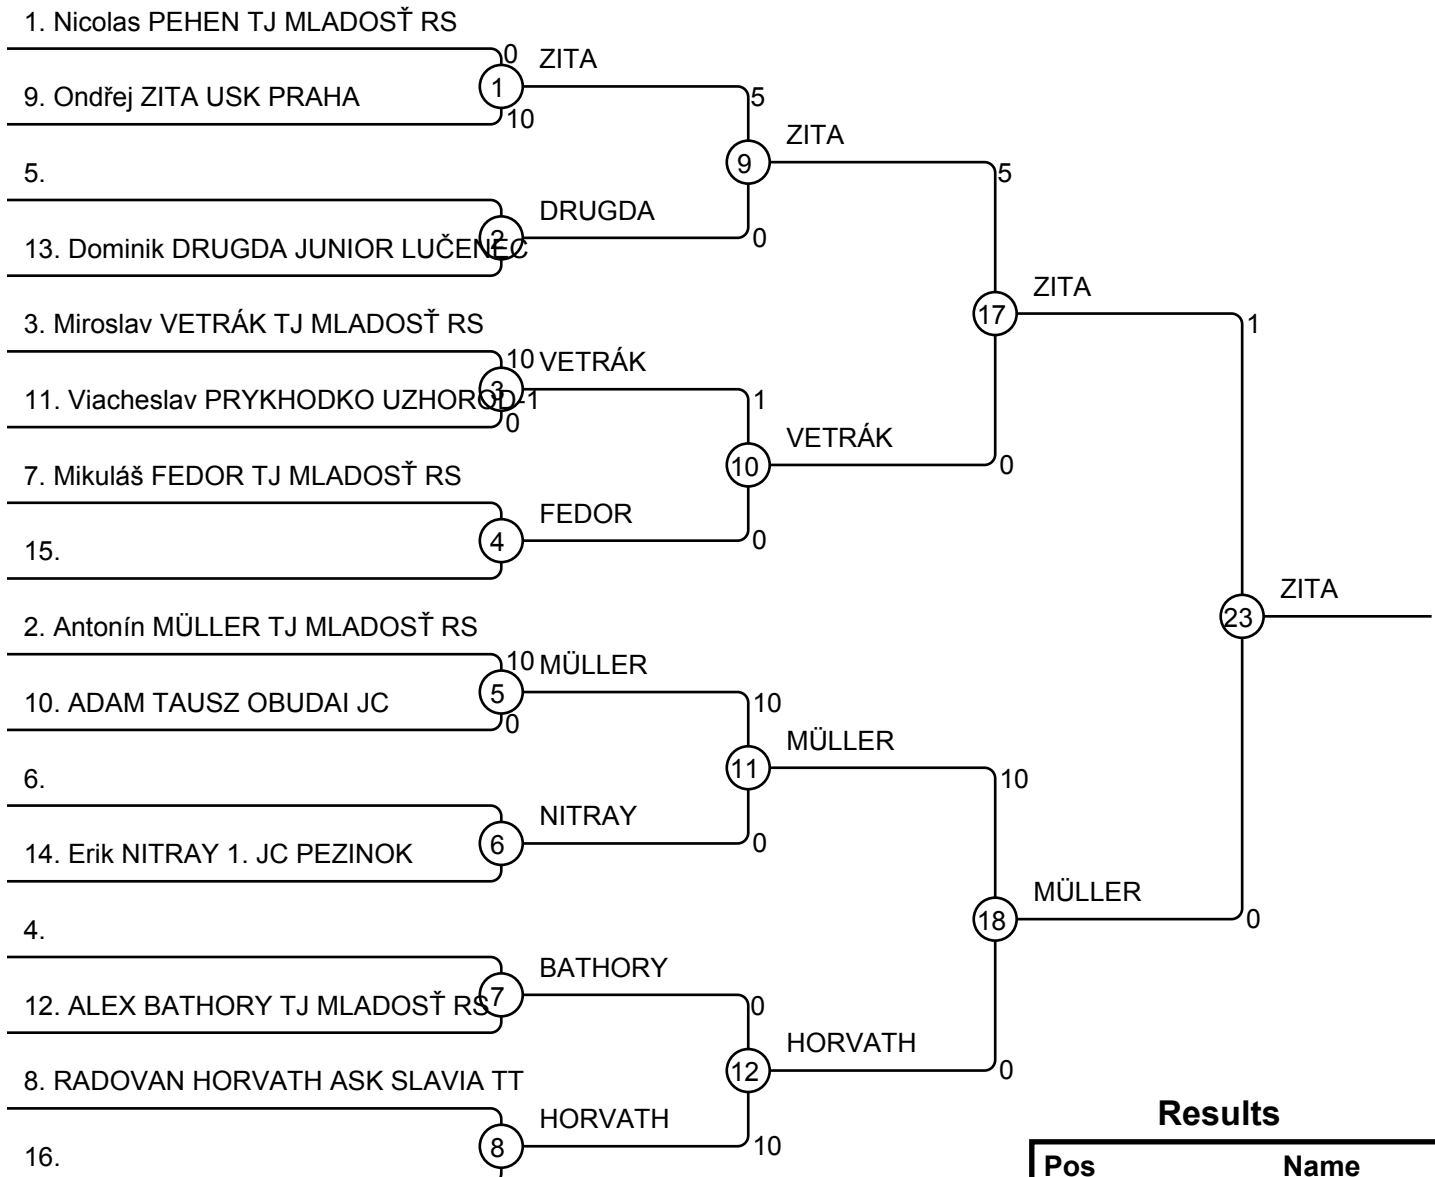 1. Nicolas PEHEN TJ MLADOSŤ RS
0
ZITA
1
9. Ondřej ZITA USK PRAHA
10
5
ZITA
9
5.
5
DRUGDA
2
13. Dominik DRUGDA JUNIOR LUČENEC
0
ZITA
17
3. Miroslav VETRÁK TJ MLADOSŤ RS
1
10
VETRÁK
3
11. Viacheslav PRYKHODKO UZHOROD-1
0
1
VETRÁK
10
0
7. Mikuláš FEDOR TJ MLADOSŤ RS
FEDOR
4
0
15.
ZITA
23
2. Antonín MÜLLER TJ MLADOSŤ RS
10
MÜLLER
5
10. ADAM TAUSZ OBUDAI JC
0
10
MÜLLER
11
6.
10
NITRAY
6
0
14. Erik NITRAY 1. JC PEZINOK
MÜLLER
18
0
4.
BATHORY
7
12. ALEX BATHORY TJ MLADOSŤ RS
0
HORVATH
12
0
8. RADOVAN HORVATH ASK SLAVIA TT
HORVATH
8
10
16.
Results
Pos Name